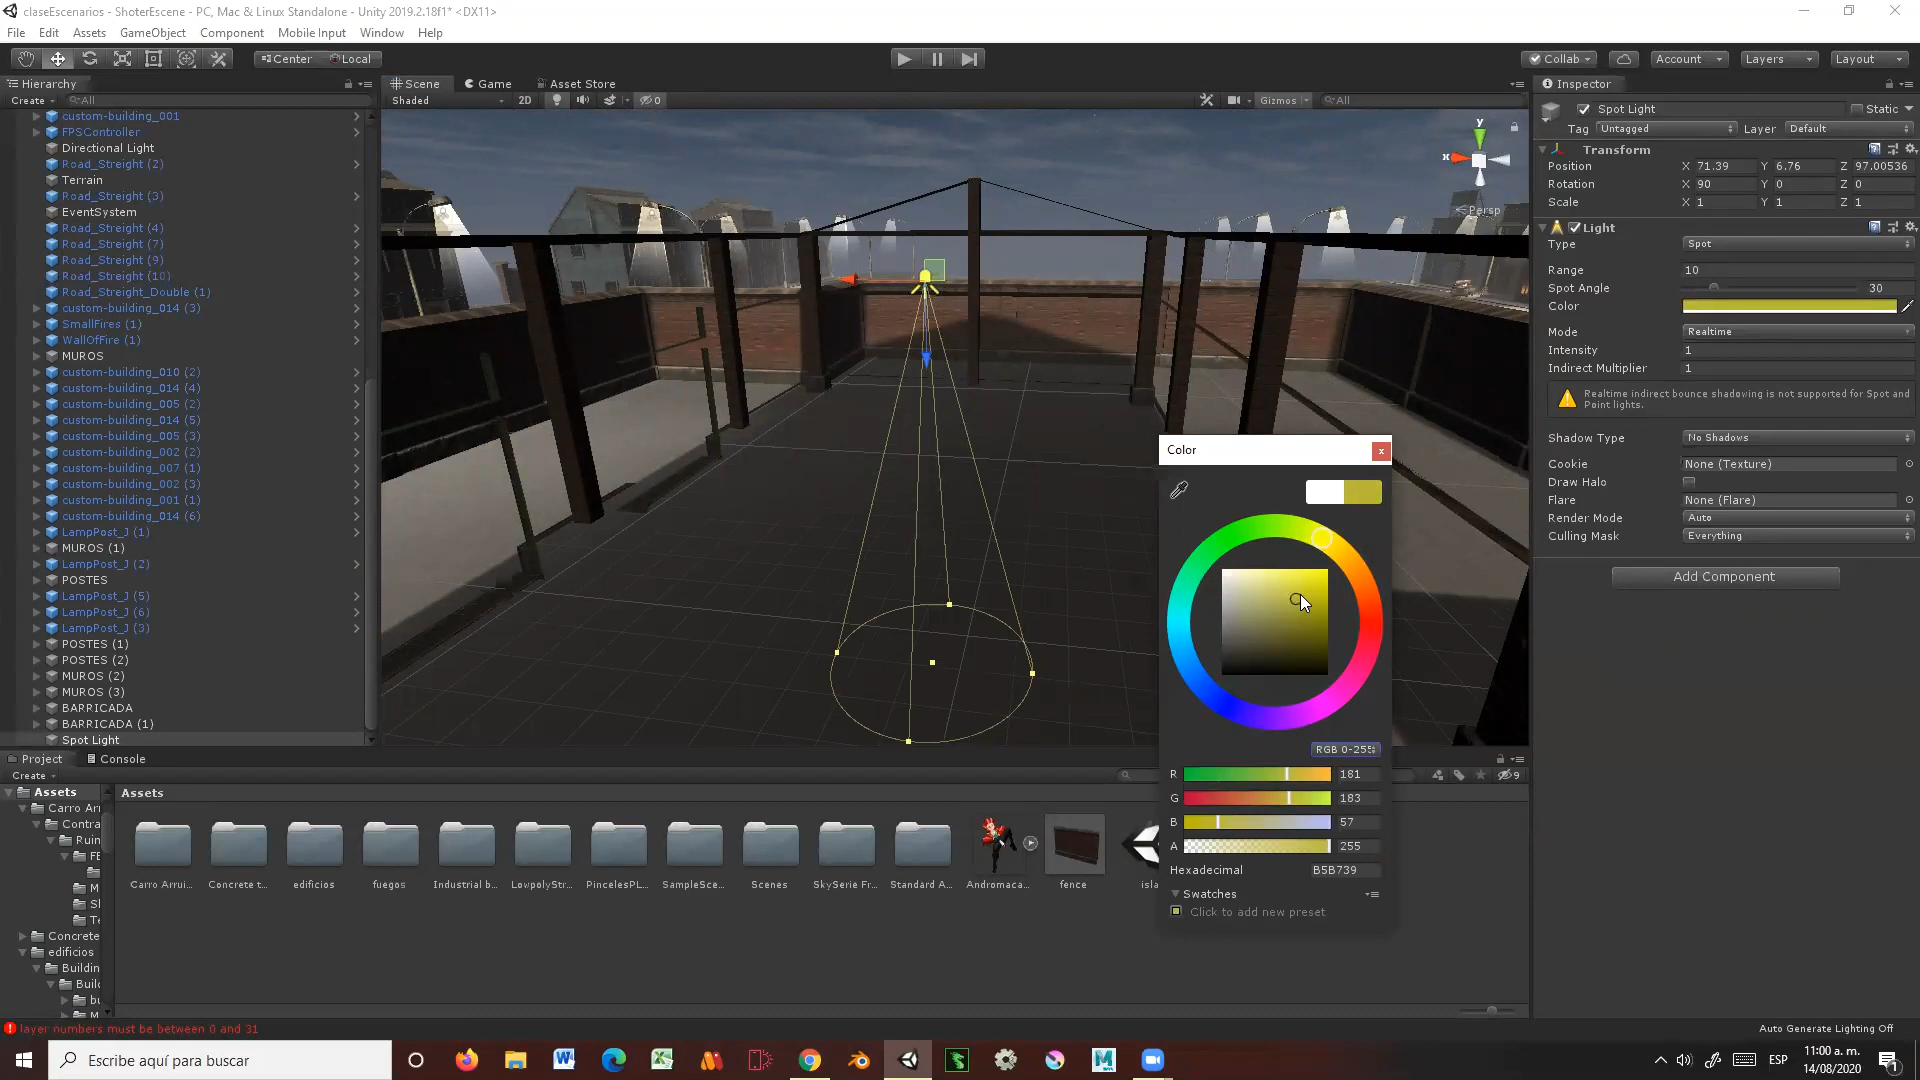 claseEscenarios - ShoterEscene - PC, Mac & Linux Standalone - Unity 2019.2.18f1* <DX11>
File Edit Assets GameObject Component Mobile Input Window Help
Center Local Collab Account Layers Layout
Hierarchy
Create All
custom-building_001
FPSController
Directional Light
Road_Streight (2)
Terrain
Road_Streight (3)
EventSystem
Road_Streight (4)
Road_Streight (7)
Road_Streight (9)
Road_Streight (10)
Road_Streight_Double (1)
custom-building_014 (3)
SmallFires (1)
WallOfFire (1)
MUROS
custom-building_010 (2)
custom-building_014 (4)
custom-building_005 (2)
custom-building_014 (5)
custom-building_005 (3)
custom-building_002 (2)
custom-building_007 (1)
custom-building_002 (3)
custom-building_001 (1)
custom-building_014 (6)
LampPost_J (1)
MUROS (1)
LampPost_J (2)
POSTES
LampPost_J (5)
LampPost_J (6)
LampPost_J (3)
POSTES (1)
POSTES (2)
MUROS (2)
MUROS (3)
BARRICADA
BARRICADA (1)
Spot Light
Scene Game Asset Store
Shaded 2D 0 Gizmos All
y
x
Persp
Inspector
Spot Light Static
Tag Untagged Layer Default
Transform
Position X 71.39 Y 6.76 Z 97.00536
Rotation X 90 Y 0 Z 0
Scale X 1 Y 1 Z 1
Light
Type Spot
Range 10
Spot Angle 30
Color
Mode Realtime
Intensity 1
Indirect Multiplier 1
Realtime indirect bounce shadowing is not supported for Spot and
Point lights.
Shadow Type No Shadows
Cookie None (Texture)
Draw Halo
Flare None (Flare)
Render Mode Auto
Culling Mask Everything
Add Component
Color x
RGB 0-255
R 181
G 183
B 57
A 255
Hexadecimal B5B739
Swatches
Click to add new preset
Project Console
Create 9
Assets
Carro Arr
Contra
Ruin
FE
M
Sl
Te
Concrete
edificios
Building
Buil
bu
M
Assets
Carro Arrui... Concrete t... edificios fuegos Industrial b... LowpolyStr... PincelesPL... SampleSce... Scenes SkySerie Fr... Standard A... Andromaca... fence isla
layer numbers must be between 0 and 31
Auto Generate Lighting Off
Escribe aquí para buscar
ESP
11:00 a. m.
14/08/2020
1